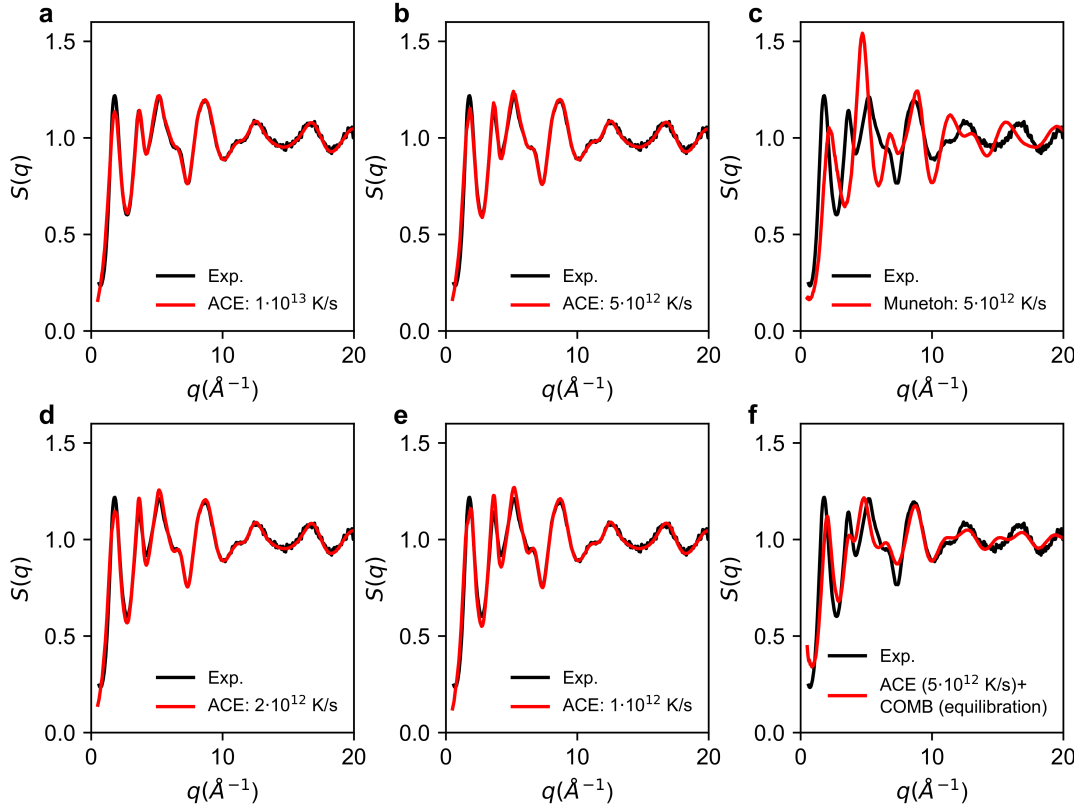 a
1.5
1.0
0.5
0.0
S(q)
Exp.
ACE: 1·10¹³ K/s
0
10
20
q(Å⁻¹)
b
1.5
1.0
0.5
0.0
S(q)
Exp.
ACE: 5·10¹² K/s
0
10
20
q(Å⁻¹)
c
1.5
1.0
0.5
0.0
S(q)
Exp.
Munetoh: 5·10¹² K/s
0
10
20
q(Å⁻¹)
d
1.5
1.0
0.5
0.0
S(q)
Exp.
ACE: 2·10¹² K/s
0
10
20
q(Å⁻¹)
e
1.5
1.0
0.5
0.0
S(q)
Exp.
ACE: 1·10¹² K/s
0
10
20
q(Å⁻¹)
f
1.5
1.0
0.5
0.0
S(q)
Exp.
ACE (5·10¹² K/s)+
COMB (equilibration)
0
10
20
q(Å⁻¹)